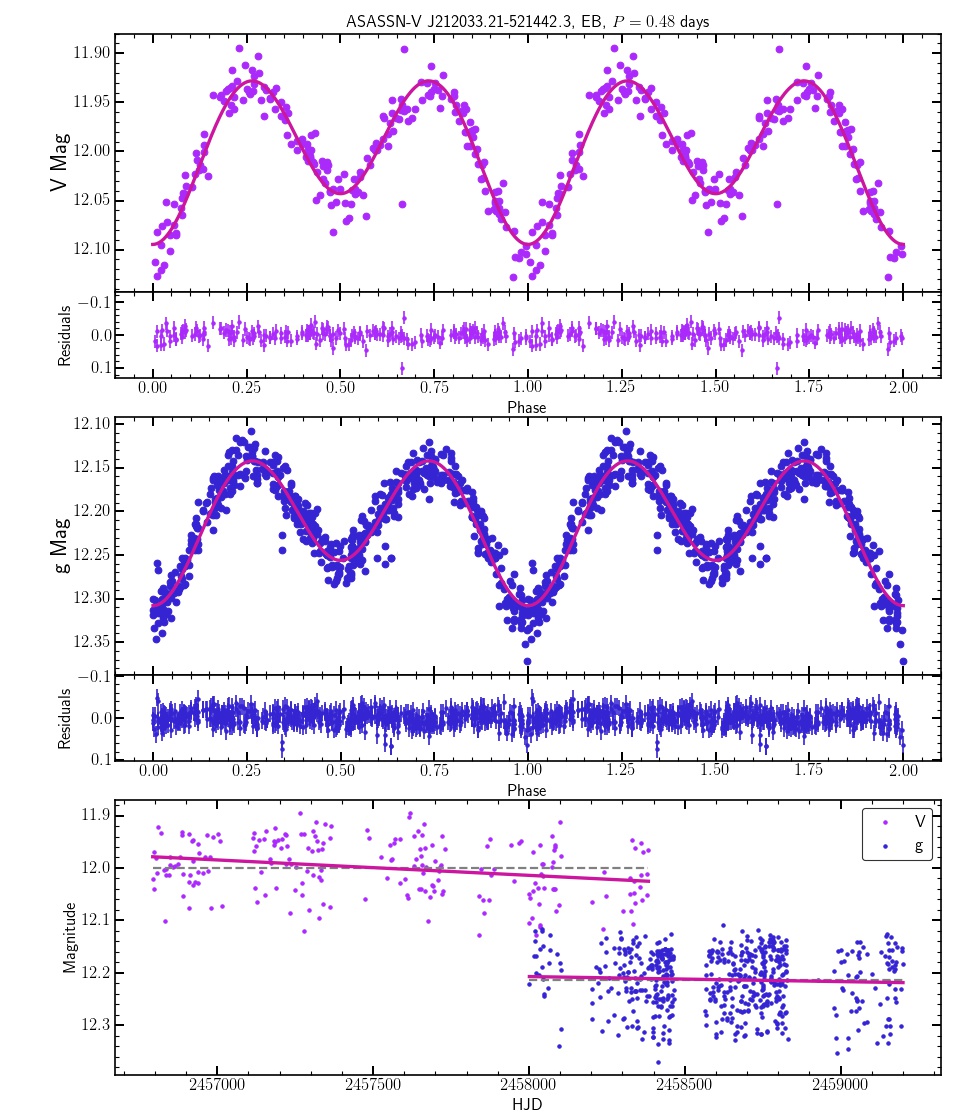 ASASSN-V J212033.21-521442.3, EB, P = 0.48 days
11.90
11.95
12.00
12.05
12.10
V Mag
−0.1
0.0
0.1
Residuals
0.00 0.25 0.50 0.75 1.00 1.25 1.50 1.75 2.00
Phase
12.10
12.15
12.20
12.25
12.30
12.35
g Mag
−0.1
0.0
0.1
Residuals
0.00 0.25 0.50 0.75 1.00 1.25 1.50 1.75 2.00
Phase
11.9
12.0
12.1
12.2
12.3
Magnitude
V
g
2457000 2457500 2458000 2458500 2459000
HJD